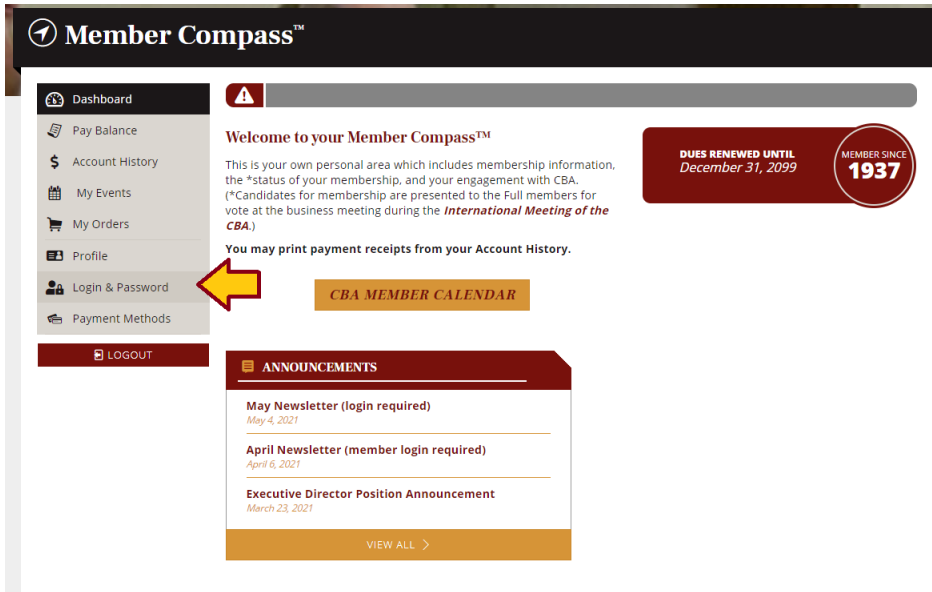 Member Compass™
Dashboard
Pay Balance
Account History
My Events
My Orders
Profile
Login & Password
Payment Methods
LOGOUT
Welcome to your Member Compass™
This is your own personal area which includes membership information,
the *status of your membership, and your engagement with CBA.
(*Candidates for membership are presented to the Full members for
vote at the business meeting during the International Meeting of the
CBA.)
You may print payment receipts from your Account History.
CBA MEMBER CALENDAR
DUES RENEWED UNTIL
December 31, 2099
MEMBER SINCE
1937
ANNOUNCEMENTS
May Newsletter (login required)
May 4, 2021
April Newsletter (member login required)
April 6, 2021
Executive Director Position Announcement
March 23, 2021
VIEW ALL